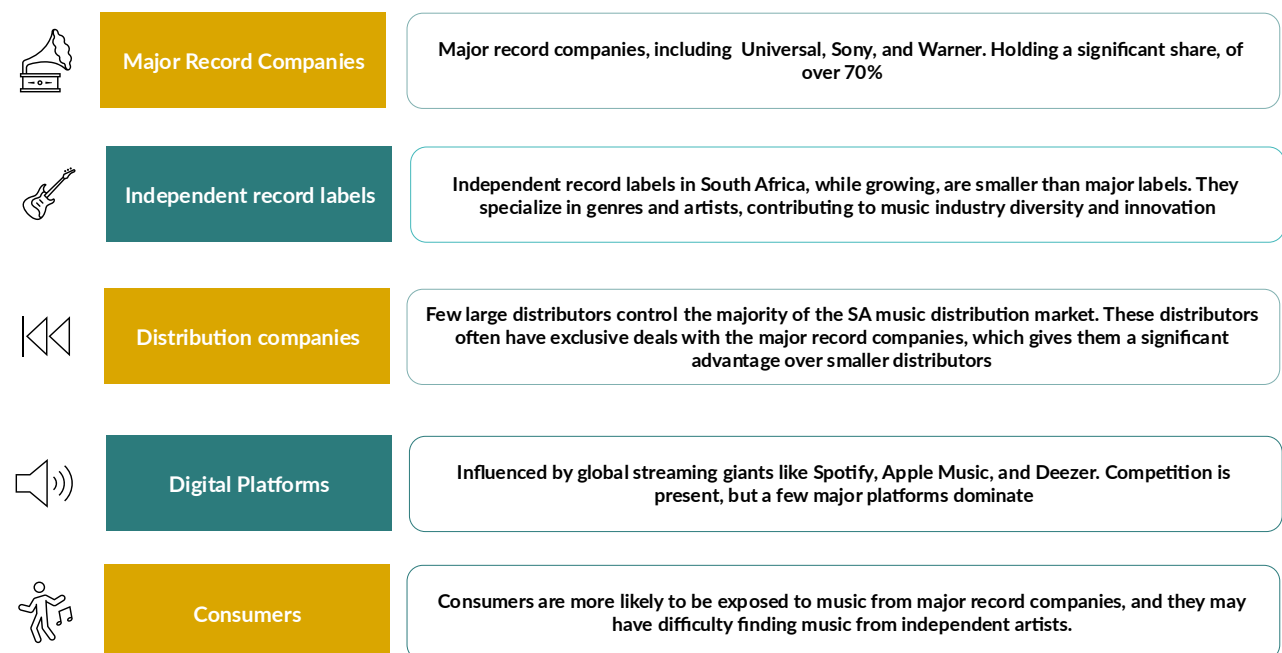 Major Record Companies
Major record companies, including  Universal, Sony, and Warner. Holding a significant share, of
over 70%
Independent record labels
Independent record labels in South Africa, while growing, are smaller than major labels. They
specialize in genres and artists, contributing to music industry diversity and innovation
Distribution companies
Few large distributors control the majority of the SA music distribution market. These distributors
often have exclusive deals with the major record companies, which gives them a significant
advantage over smaller distributors
Digital Platforms
Influenced by global streaming giants like Spotify, Apple Music, and Deezer. Competition is
present, but a few major platforms dominate
Consumers
Consumers are more likely to be exposed to music from major record companies, and they may
have difficulty finding music from independent artists.